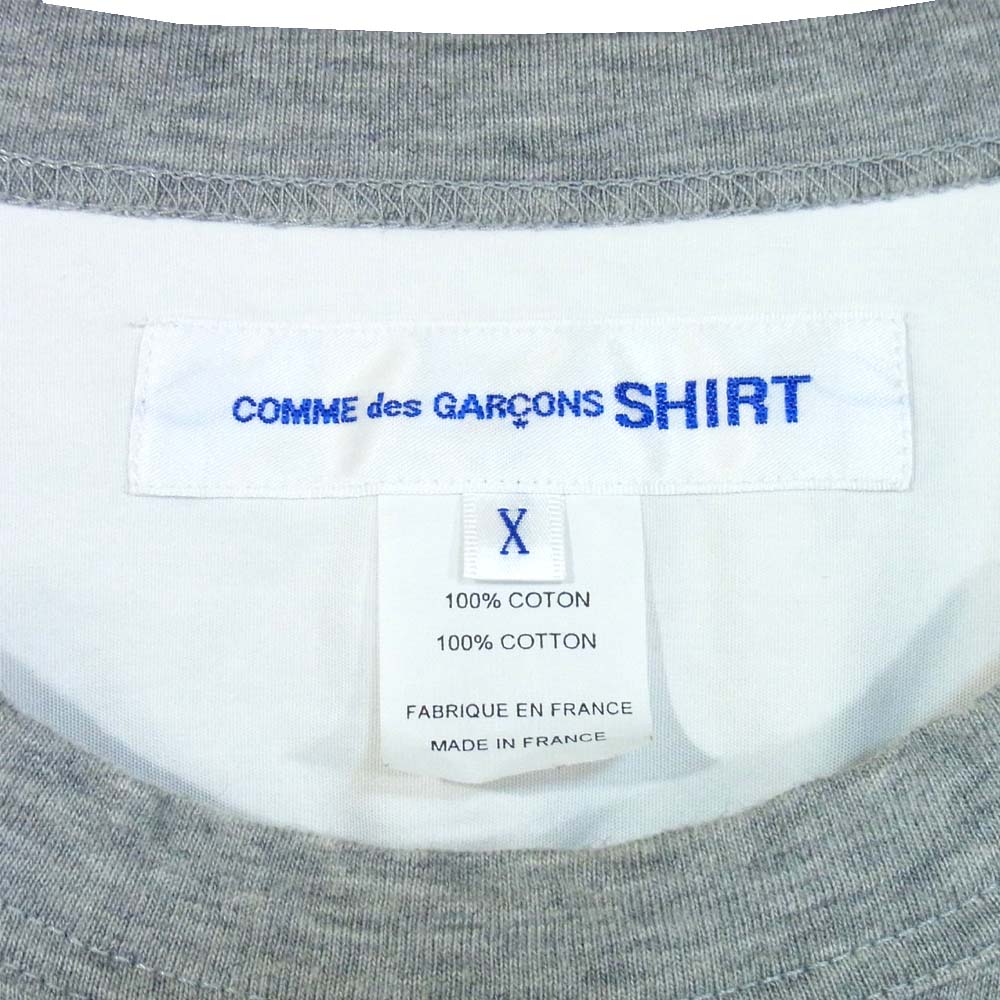 COMME des GARÇONS SHIRT
X
100% COTON
100% COTTON
FABRIQUE EN FRANCE
MADE IN FRANCE